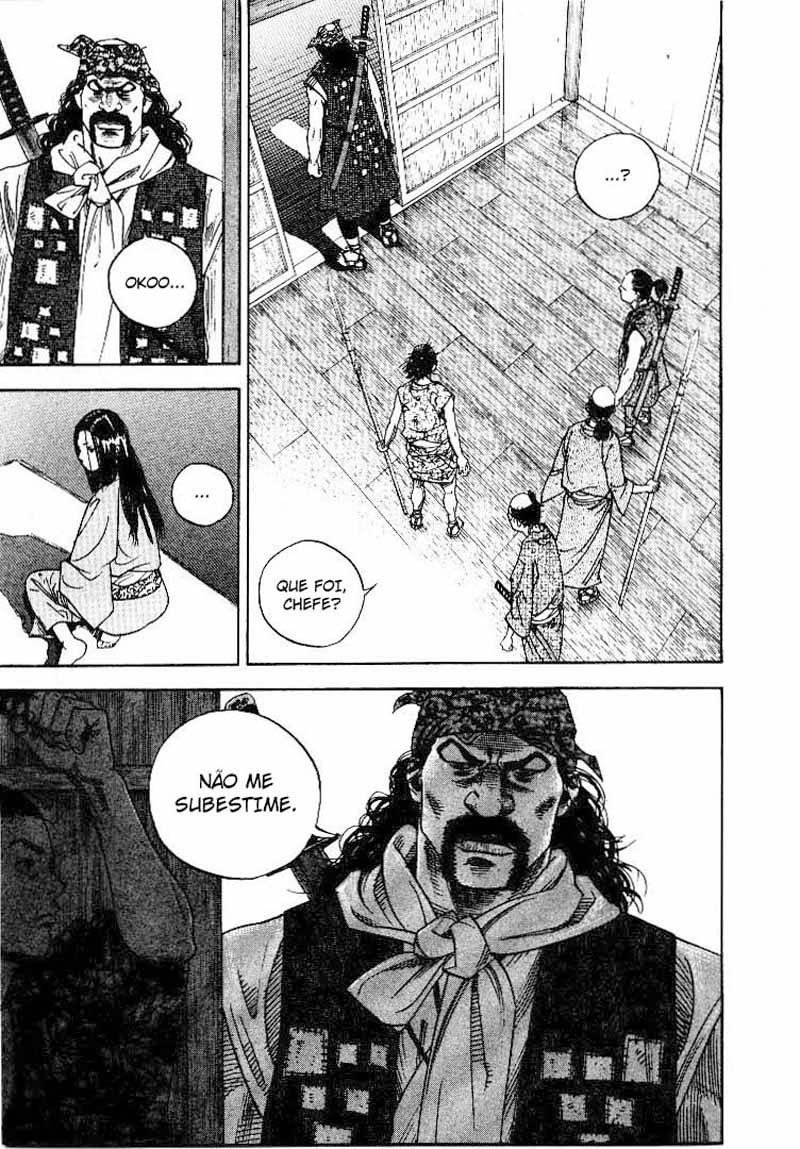 ...?
QUE FOI,
CHEFE?
OKOO...
...
NÃO ME
SUBESTIME.